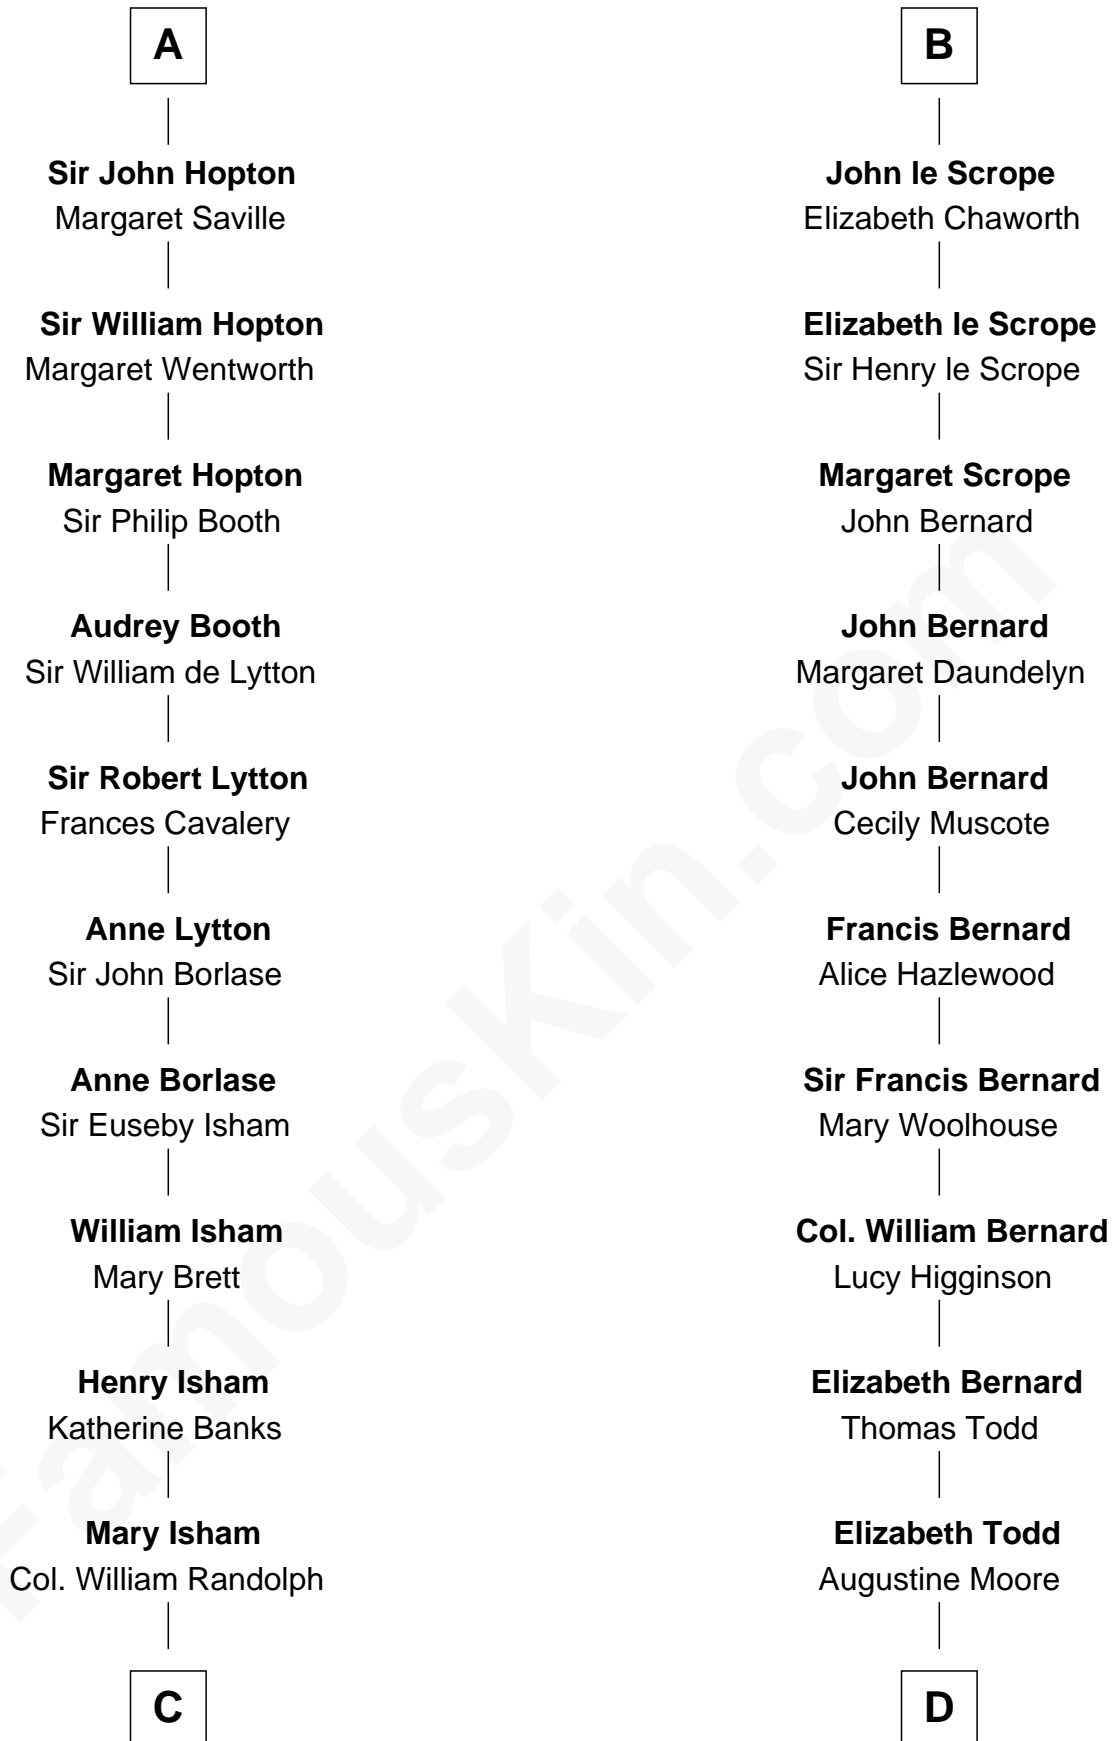 A
Sir John Hopton
Margaret Saville
Sir William Hopton
Margaret Wentworth
Margaret Hopton
Sir Philip Booth
Audrey Booth
Sir William de Lytton
Sir Robert Lytton
Frances Cavalery
Anne Lytton
Sir John Borlase
Anne Borlase
Sir Euseby Isham
William Isham
Mary Brett
Henry Isham
Katherine Banks
Mary Isham
Col. William Randolph
C
B
John le Scrope
Elizabeth Chaworth
Elizabeth le Scrope
Sir Henry le Scrope
Margaret Scrope
John Bernard
John Bernard
Margaret Daundelyn
John Bernard
Cecily Muscote
Francis Bernard
Alice Hazlewood
Sir Francis Bernard
Mary Woolhouse
Col. William Bernard
Lucy Higginson
Elizabeth Bernard
Thomas Todd
Elizabeth Todd
Augustine Moore
D
FamousKin.com